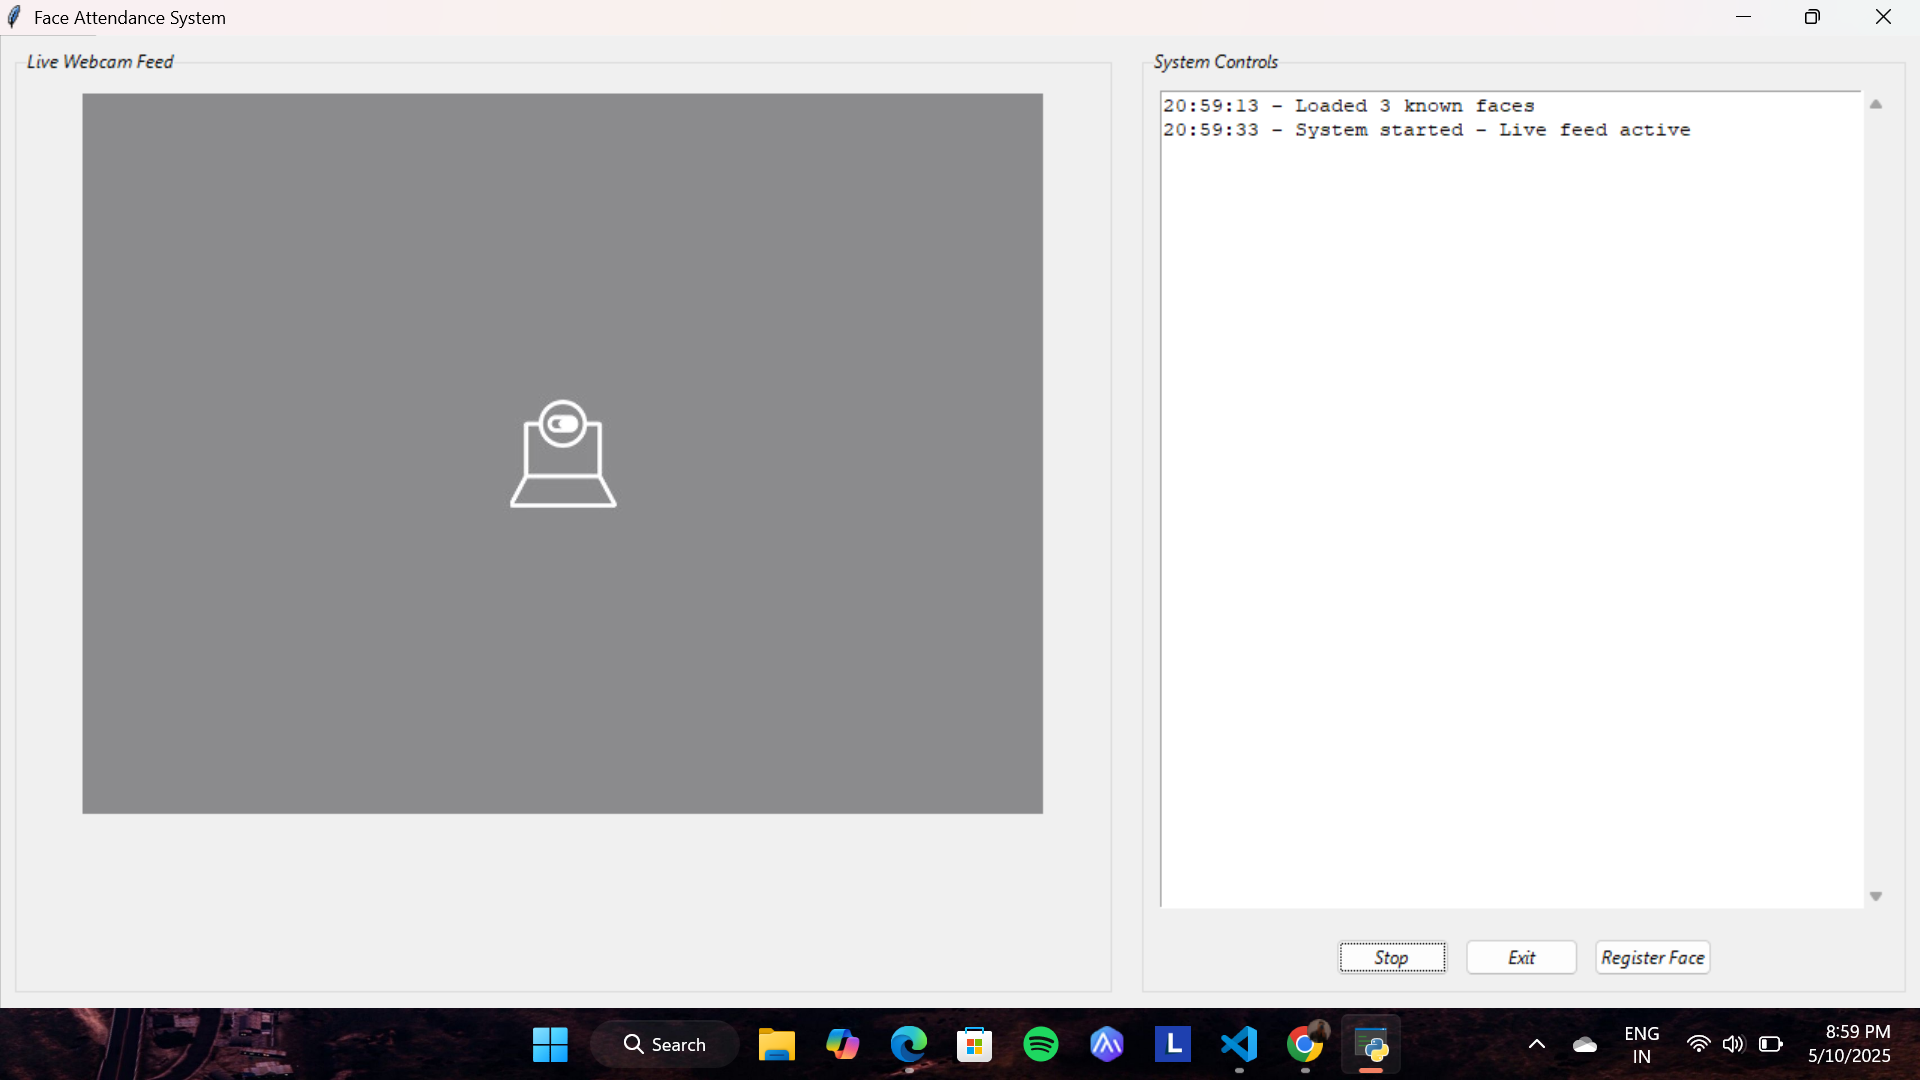 Face Attendance System
Live Webcam Feed
System Controls
20:59:13 - Loaded 3 known faces
20:59:33 - System started - Live feed active
Stop
Exit
Register Face
Search
L
ENG
IN
8:59 PM
5/10/2025